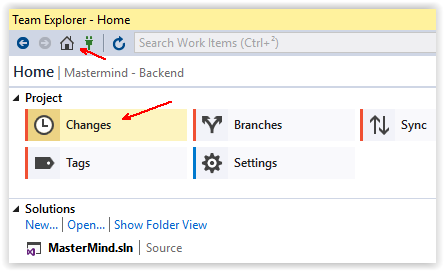 Team Explorer - Home
Search Work Items (Ctrl+²)
Home | Mastermind - Backend
Project
Changes Branches Sync
Tags Settings
Solutions
New... | Open... | Show Folder View
MasterMind.sln | Source